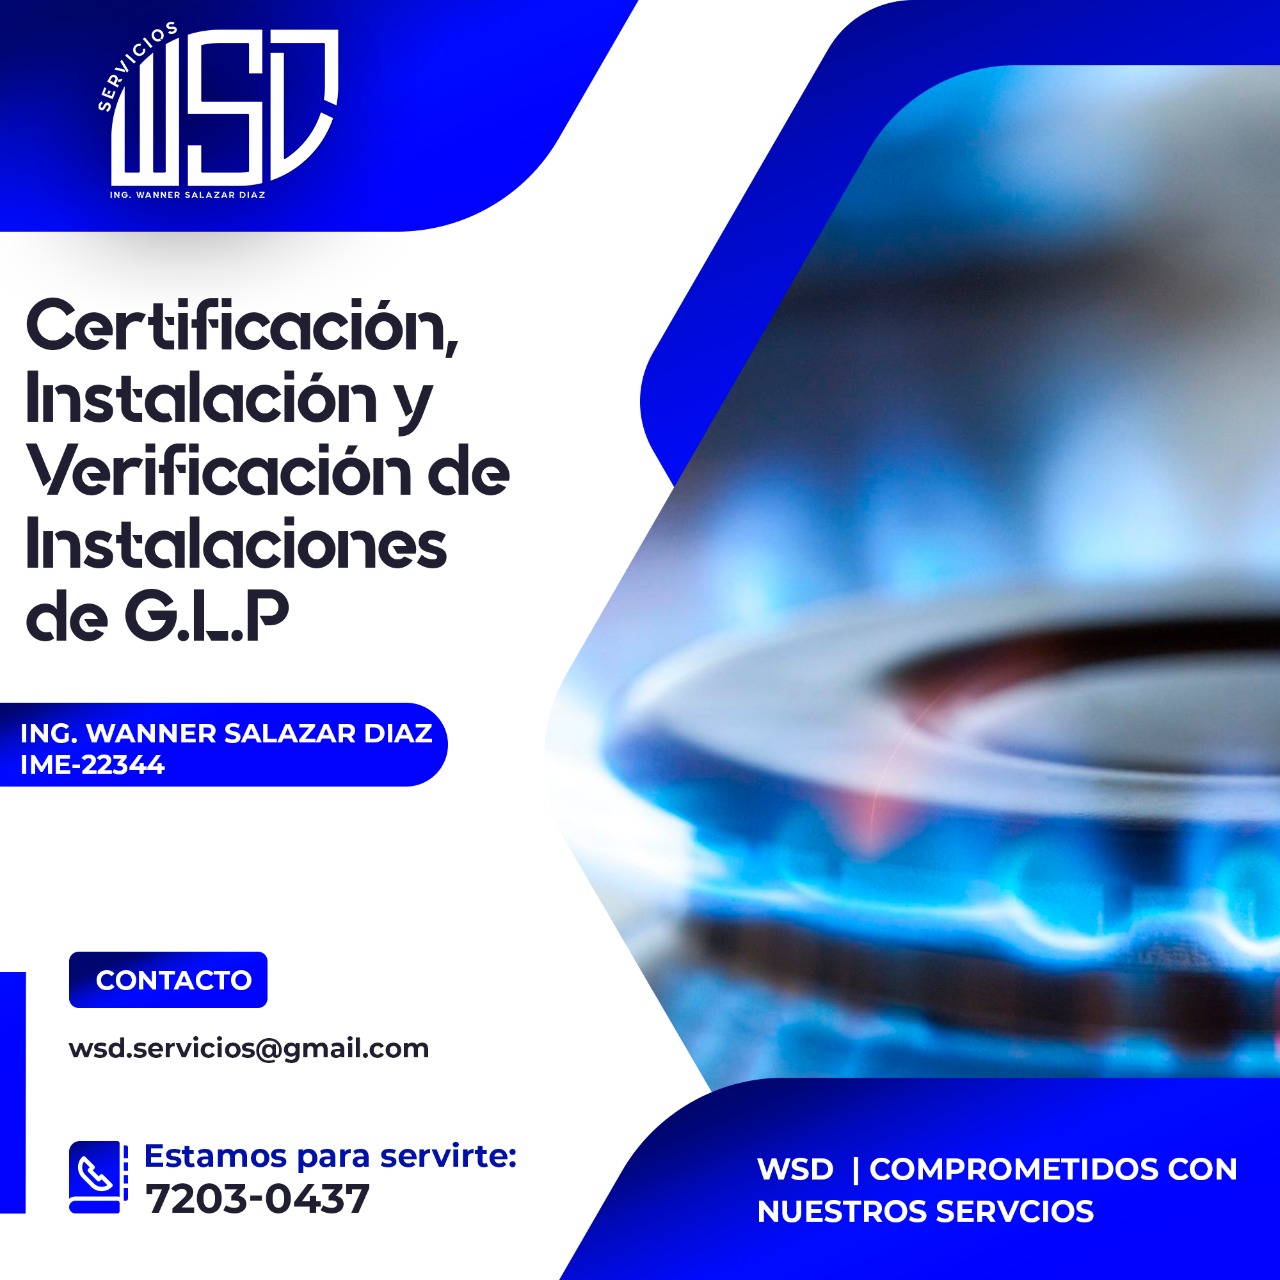 SERVICIOS
WSD
ING. WANNER SALAZAR DIAZ
Certificación,
Instalación y
Verificación de
Instalaciones
de G.L.P
ING. WANNER SALAZAR DIAZ
IME-22344
CONTACTO
wsd.servicios@gmail.com
Estamos para servirte:
7203-0437
WSD | COMPROMETIDOS CON
NUESTROS SERVCIOS